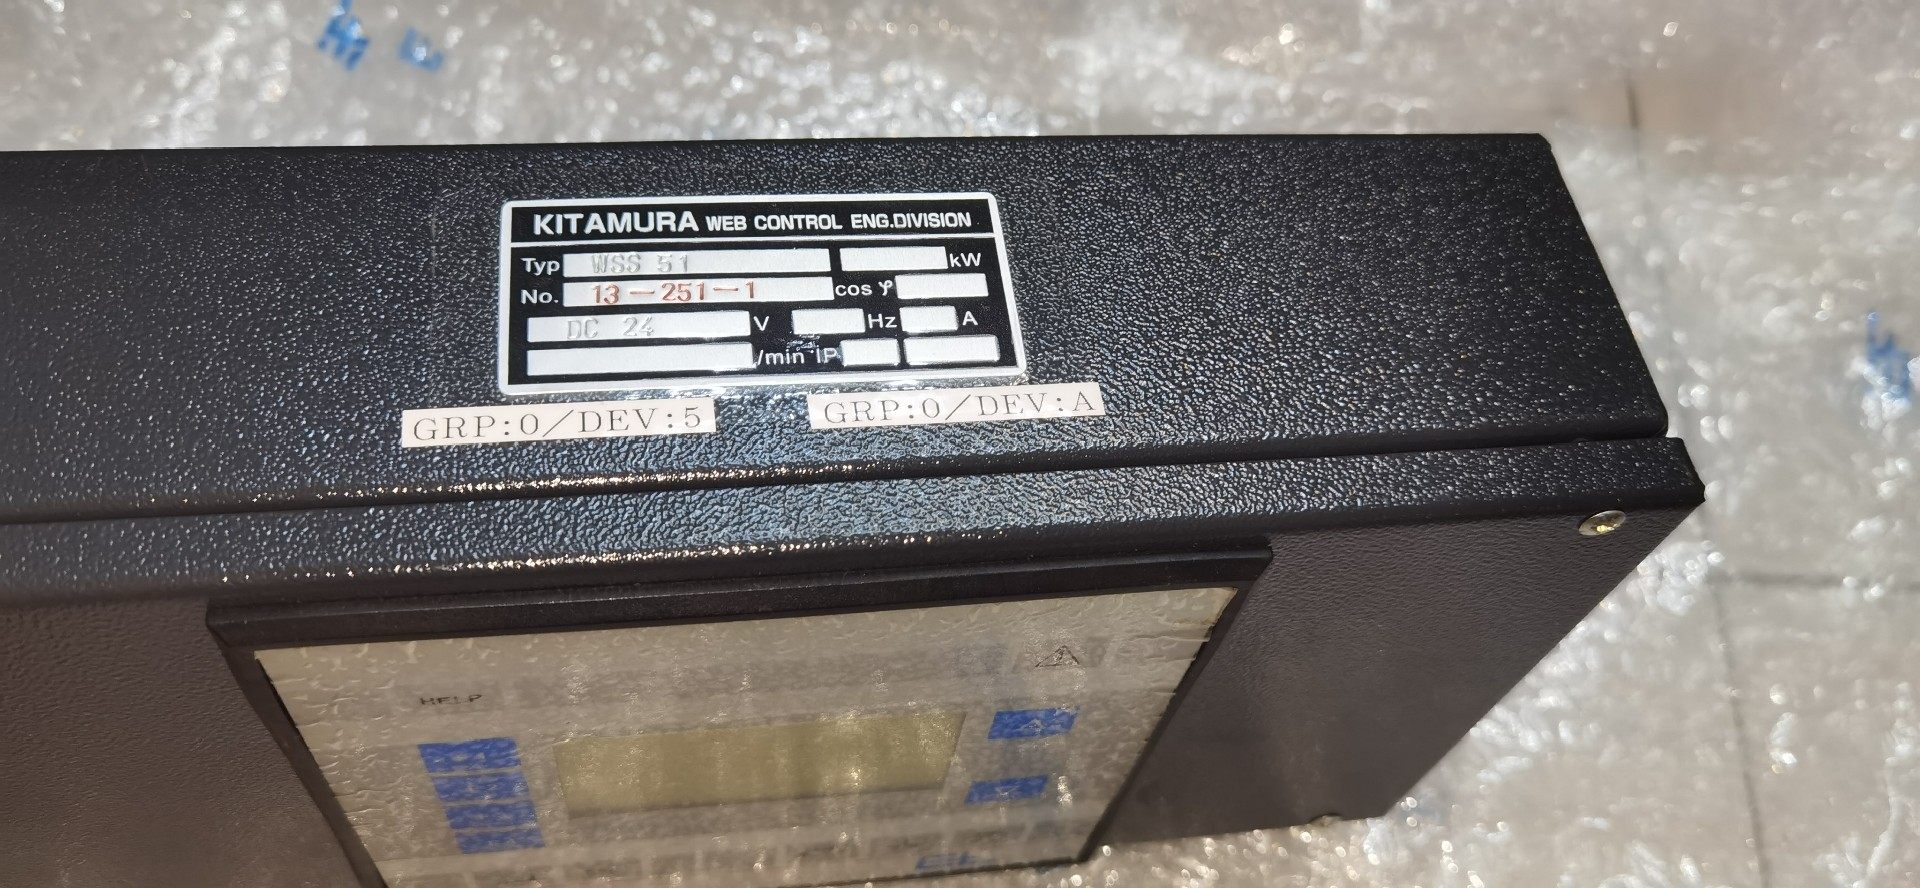 KITAMURA WEB CONTROL ENG.DIVISION
Typ WSS 51 kW
No. 13-251-1 cos φ
DC 24 V Hz A
/min IP
GRP:0/DEV:5 GRP:0/DEV:A
HELP